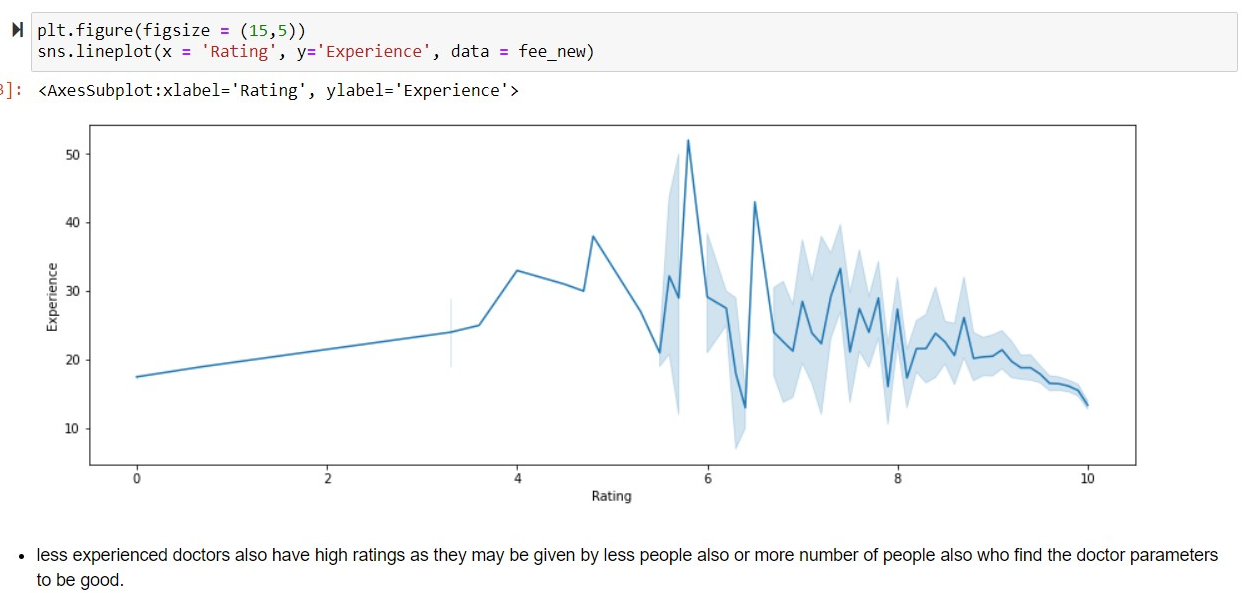 plt.figure(figsize = (15,5))
sns.lineplot(x = 'Rating', y='Experience', data = fee_new)
]: <AxesSubplot:xlabel='Rating', ylabel='Experience'>
50
40
30
20
10
Experience
0 2 4 6 8 10
Rating
• less experienced doctors also have high ratings as they may be given by less people also or more number of people also who find the doctor parameters
to be good.